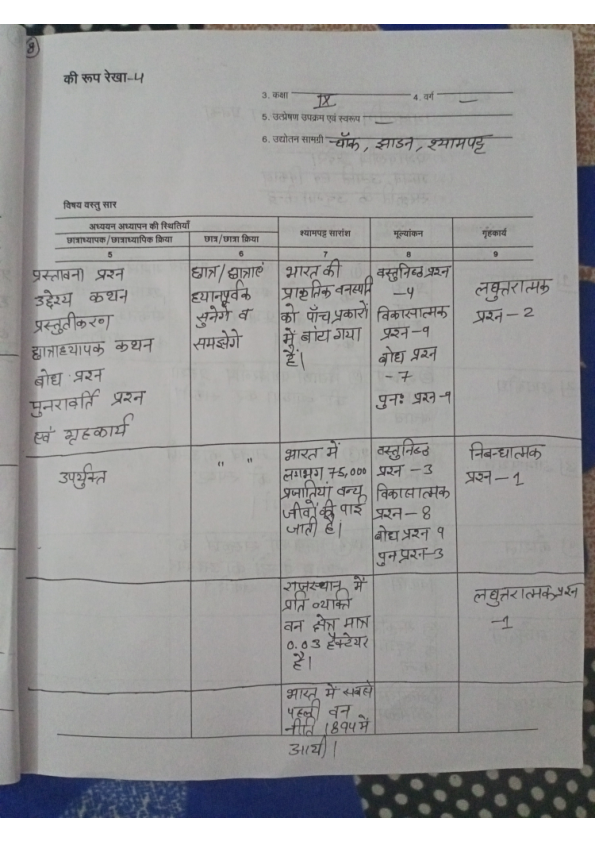 8
की रूप रेखा-4
3. कक्षा IX 4. वर्ग –
5. उत्प्रेषण उपक्रम एवं स्वरूप –
6. उद्योतन सामग्री चॉक, झाडन, श्यामपट्ट
विषय वस्तु सार
अध्ययन अध्यापन की स्थितियाँ
छात्राध्यापक/छात्राध्यापिक क्रिया
छात्र/छात्रा क्रिया
श्यामपट्ट सारांश
मूल्यांकन
गृहकार्य
5 6 7 8 9
प्रस्तावना प्रश्न
उद्देश्य कथन
प्रस्तुतीकरण
छात्राध्यापक कथन
बोध प्रश्न
पुनरावर्ति प्रश्न
एवं गृहकार्य
छात्र/छात्राएं
ध्यानपूर्वक
सुनेगे व
समझेगे
भारत की
प्राकृतिक वनस्पति
को पाँच प्रकारों
में बांटा गया
हैं।
वस्तुनिष्ठ प्रश्न
-4
विकासात्मक
प्रश्न-9
बोध प्रश्न
-7
पुनः प्रश्न-9
लघुत्तरात्मक
प्रश्न-2
उपर्युक्त
" "
भारत में
लगभग 75,000
प्रजातियां वन्य
जीवों की पाई
जाती है।
वस्तुनिष्ठ
प्रश्न-3
विकासात्मक
प्रश्न-8
बोध प्रश्न 9
पुन प्रश्न-3
निबन्धात्मक
प्रश्न-1
राजस्थान में
प्रति व्यक्ति
वन क्षेत्र मात्र
0.03 हैक्टेयर
है।
लघुत्तरात्मक प्रश्न
-1
भारत में सबसे
पहली वन
नीति 1894 में
आयी।